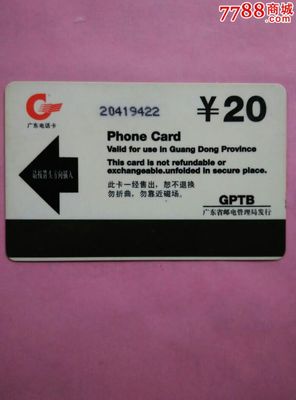 7788商城
— com —
20419422
¥20
广东电话卡
Phone Card
Valid for use in Guang Dong Province
This card is not refundable or
exchangeable.unfolded in secure place.
此卡一经售出，恕不退换
勿折曲，勿靠近磁场。
GPTB
广东省邮电管理局发行